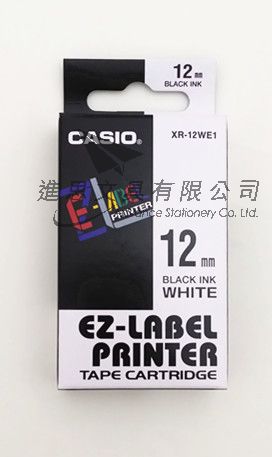 12 mm
BLACK INK
CASIO®
XR-12WE1
有限公司
Stationery Co. Ltd.
E-LABEL
PRINTER
12 mm
BLACK INK
WHITE
EZ-LABEL
PRINTER
TAPE CARTRIDGE